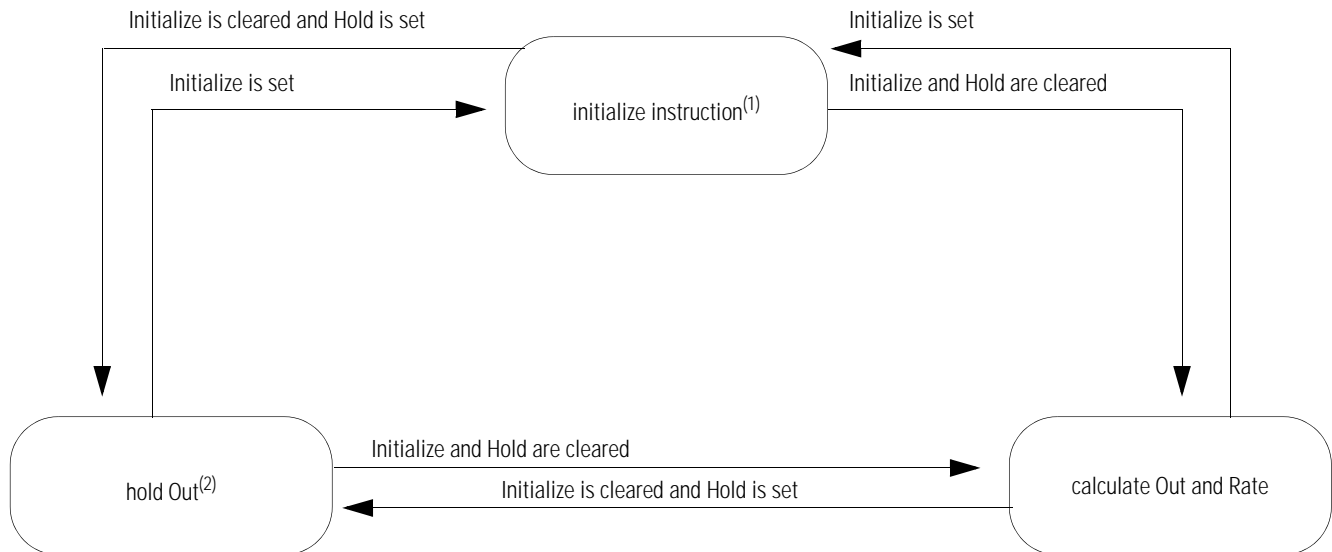 Initialize is cleared and Hold is set
Initialize is set
Initialize is set
Initialize and Hold are cleared
initialize instruction(1)
Initialize and Hold are cleared
hold Out(2)
Initialize is cleared and Hold is set
calculate Out and Rate